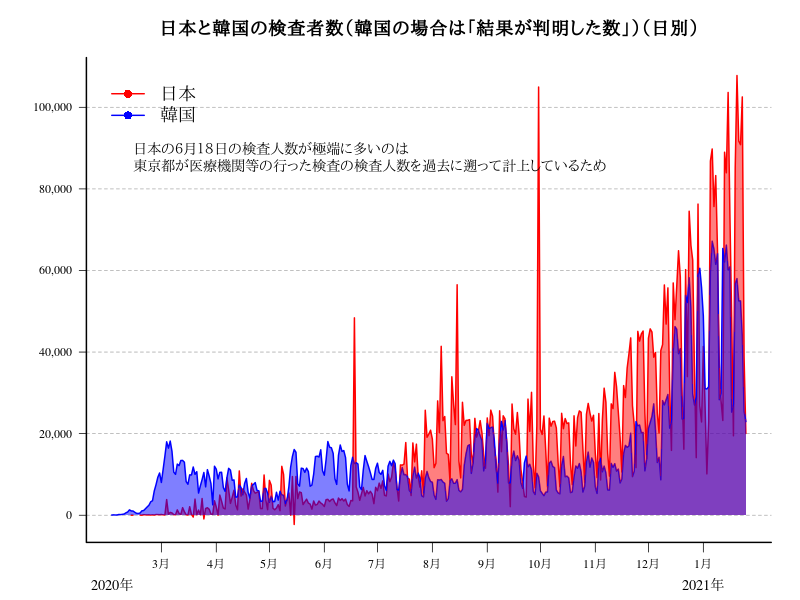 日本と韓国の検査者数（韓国の場合は「結果が判明した数」）（日別）
日本
韓国
日本の6月18日の検査人数が極端に多いのは
東京都が医療機関等の行った検査の検査人数を過去に遡って計上しているため
100,000
80,000
60,000
40,000
20,000
0
3月 4月 5月 6月 7月 8月 9月 10月 11月 12月 1月
2020年 2021年